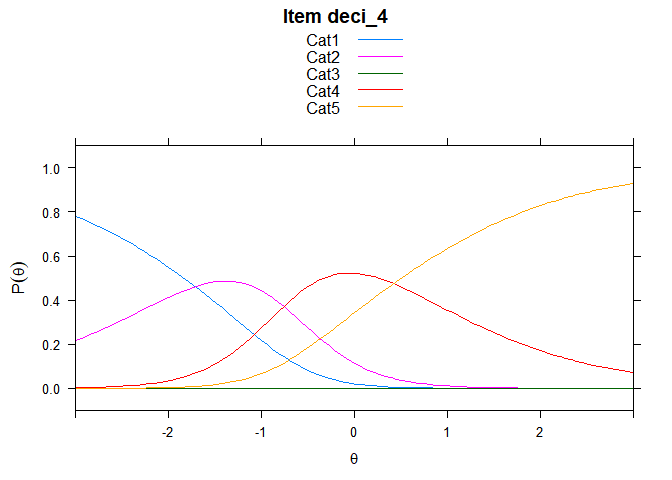 Item deci_4
Cat1
Cat2
Cat3
Cat4
Cat5
1.0
0.8
0.6
0.4
0.2
0.0
P(θ)
-2 -1 0 1 2
θ